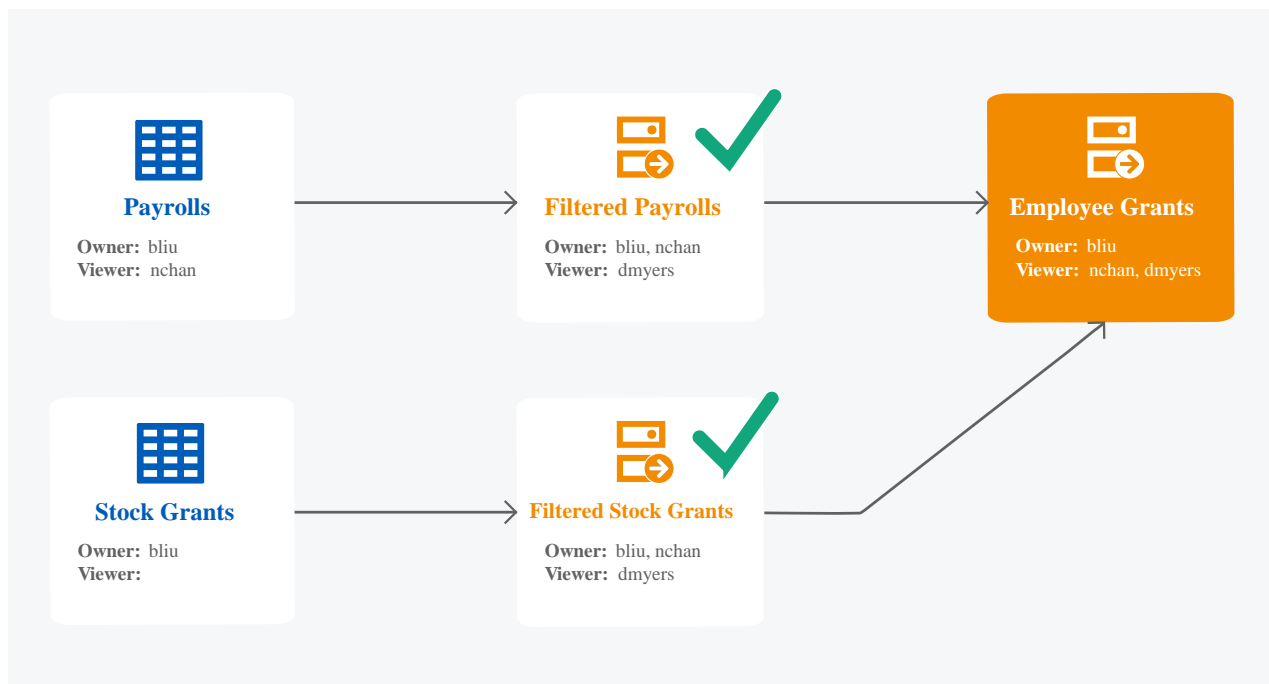 Payrolls
Owner: bliu
Viewer: nchan
Filtered Payrolls
Owner: bliu, nchan
Viewer: dmyers
Employee Grants
Owner: bliu
Viewer: nchan, dmyers
Stock Grants
Owner: bliu
Viewer:
Filtered Stock Grants
Owner: bliu, nchan
Viewer: dmyers